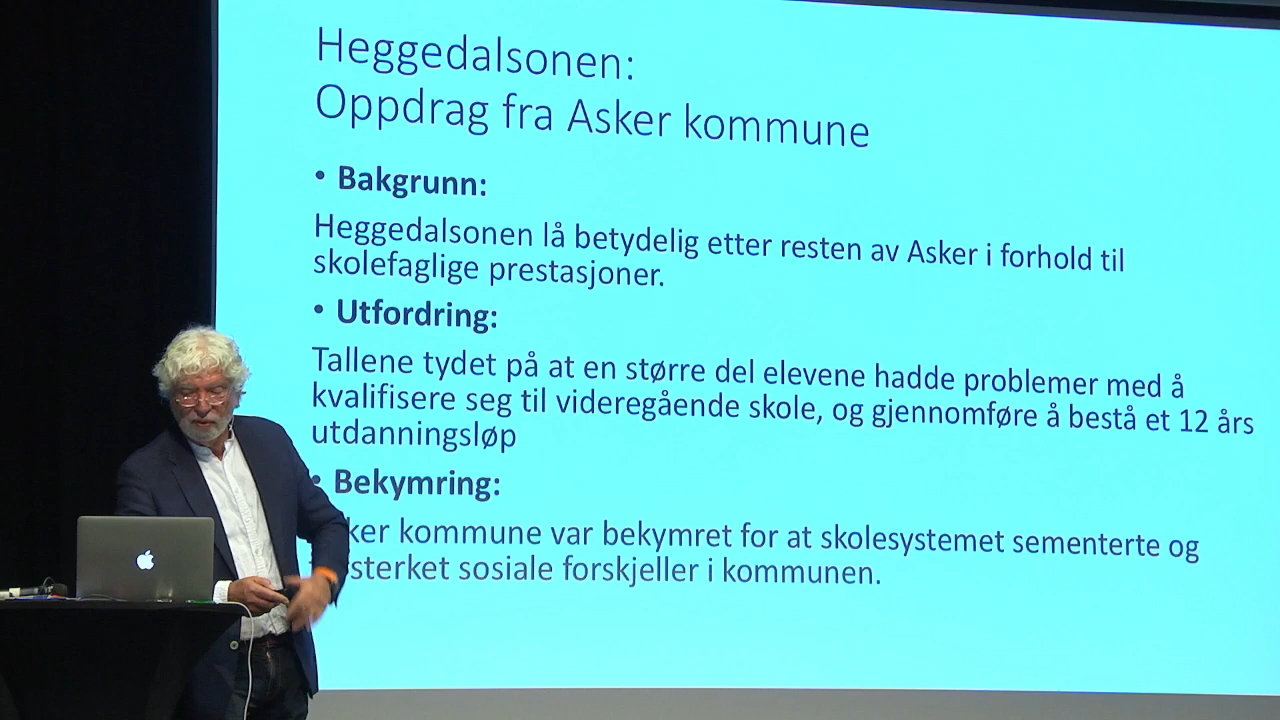 Heggedalsonen:
Oppdrag fra Asker kommune
• Bakgrunn:
Heggedalsonen lå betydelig etter resten av Asker i forhold til
skolefaglige prestasjoner.
• Utfordring:
Tallene tydet på at en større del elevene hadde problemer med å
kvalifisere seg til videregående skole, og gjennomføre å bestå et 12 års
utdanningsløp
• Bekymring:
kommune var bekymret for at skolesystemet sementerte og
sosiale forskjeller i kommunen.